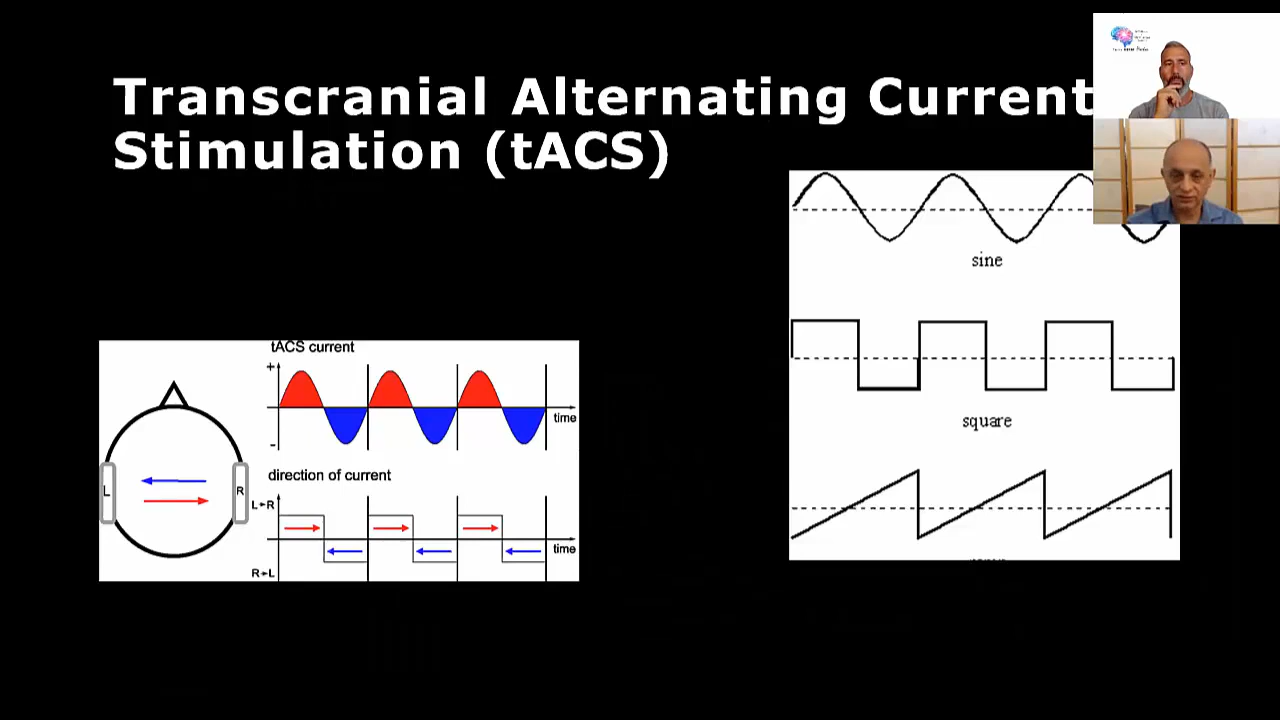 Transcranial Alternating Current
Stimulation (tACS)
tACS current
+
-
time
direction of current
L
R
L➛R
R➛L
time
sine
square